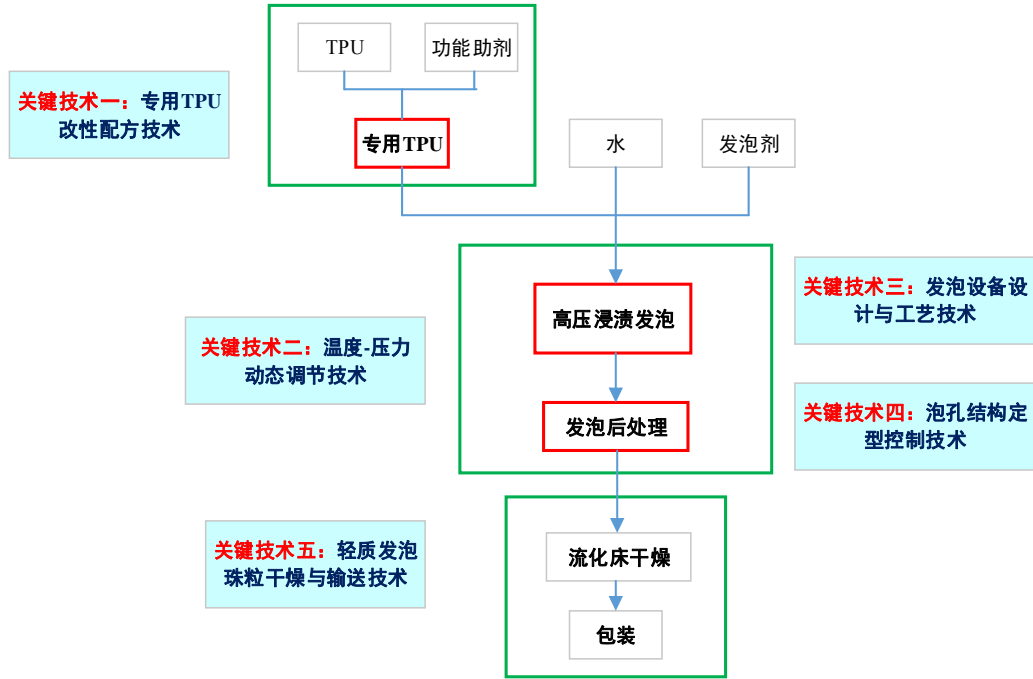 TPU
功能助剂
关键技术一：专用TPU
改性配方技术
专用TPU
水
发泡剂
高压浸渍发泡
关键技术三：发泡设备设
计与工艺技术
关键技术二：温度-压力
动态调节技术
发泡后处理
关键技术四：泡孔结构定
型控制技术
关键技术五：轻质发泡
珠粒干燥与输送技术
流化床干燥
包装